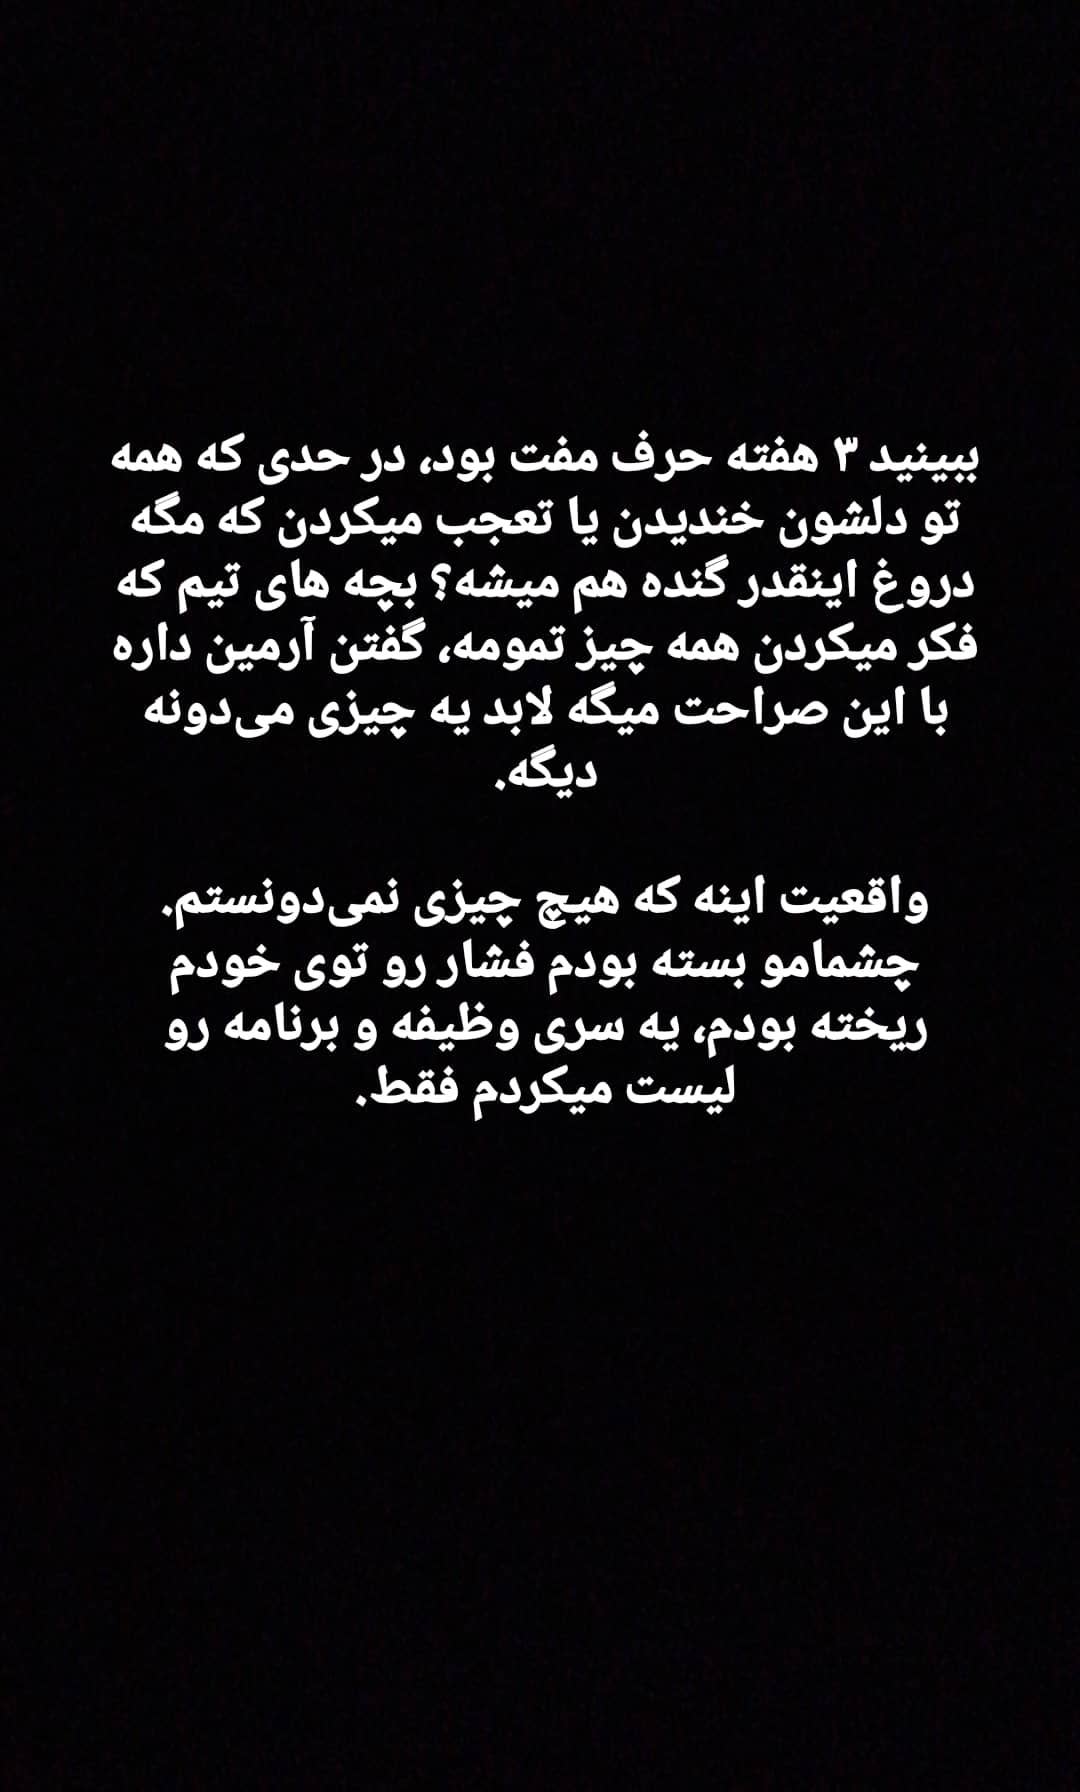 ببینید ۳ هفته حرف مفت بود، در حدی که همه
تو دلشون خندیدن یا تعجب میکردن که مگه
دروغ اینقدر گنده هم میشه؟ بچه های تیم که
فکر میکردن همه چیز تمومه، گفتن آرمین داره
با این صراحت میگه لابد یه چیزی می‌دونه
دیگه.
واقعیت اینه که هیچ چیزی نمی‌دونستم.
چشمامو بسته بودم فشار رو توی خودم
ریخته بودم، یه سری وظیفه و برنامه رو
لیست میکردم فقط.